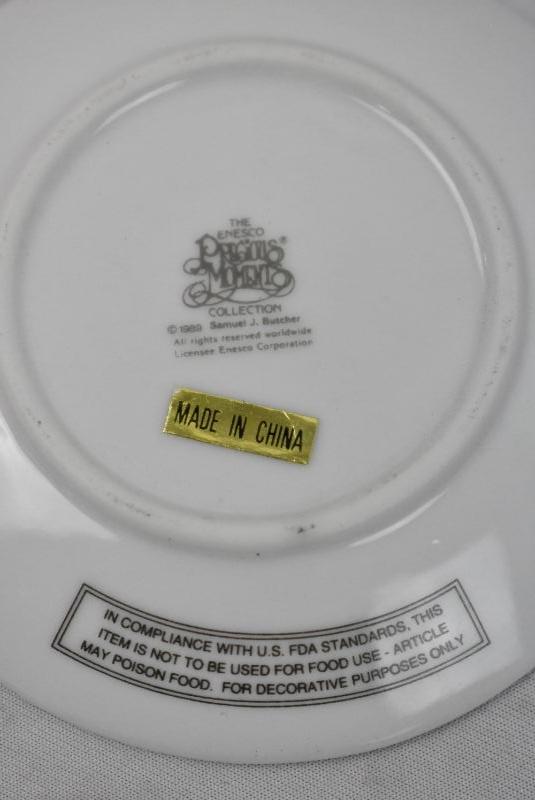 THE
ENESCO
PRECIOUS®
MOMENTS
COLLECTION
© 1989 Samuel J. Butcher
All rights reserved worldwide
Licensee Enesco Corporation
MADE IN CHINA
IN COMPLIANCE WITH U.S. FDA STANDARDS, THIS
ITEM IS NOT TO BE USED FOR FOOD USE - ARTICLE
MAY POISON FOOD. FOR DECORATIVE PURPOSES ONLY